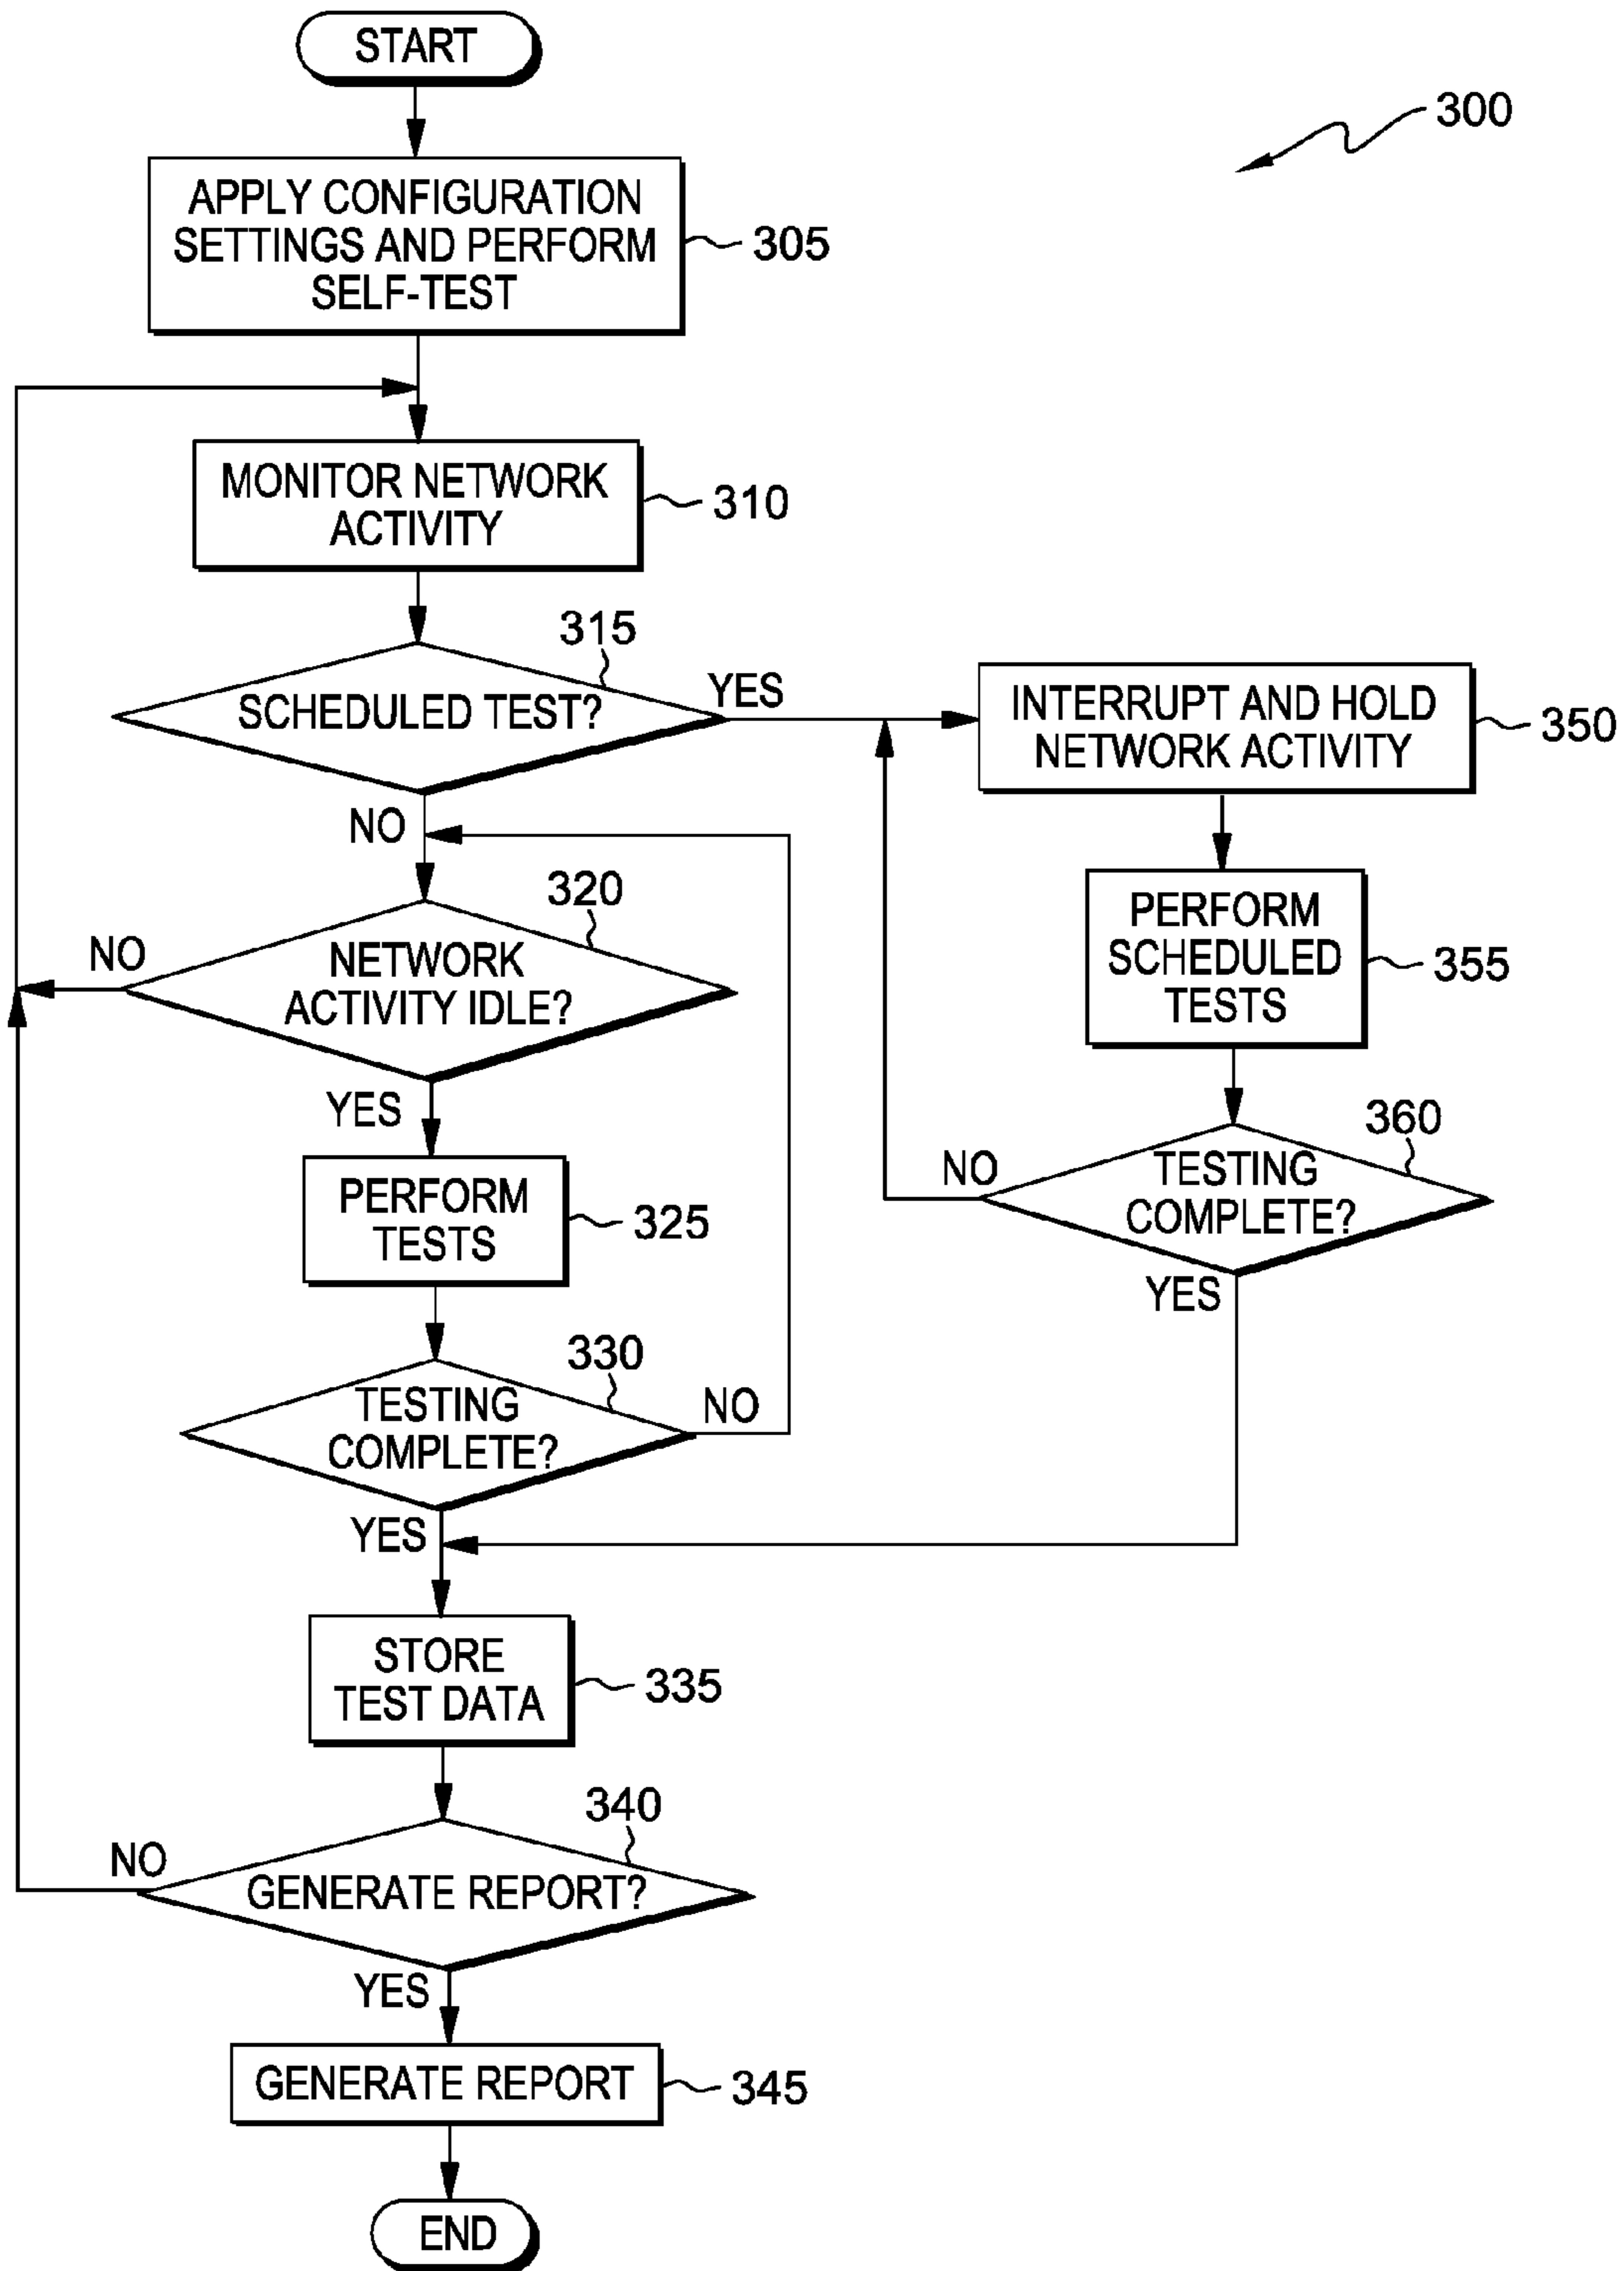 START
300
APPLY CONFIGURATION
SETTINGS AND PERFORM
SELF-TEST
305
MONITOR NETWORK
ACTIVITY
310
315
SCHEDULED TEST?
YES
NO
INTERRUPT AND HOLD
NETWORK ACTIVITY
350
320
NETWORK
ACTIVITY IDLE?
NO
YES
PERFORM
SCHEDULED
TESTS
355
360
TESTING
COMPLETE?
NO
YES
PERFORM
TESTS
325
330
TESTING
COMPLETE?
NO
YES
STORE
TEST DATA
335
340
GENERATE REPORT?
NO
YES
GENERATE REPORT
345
END